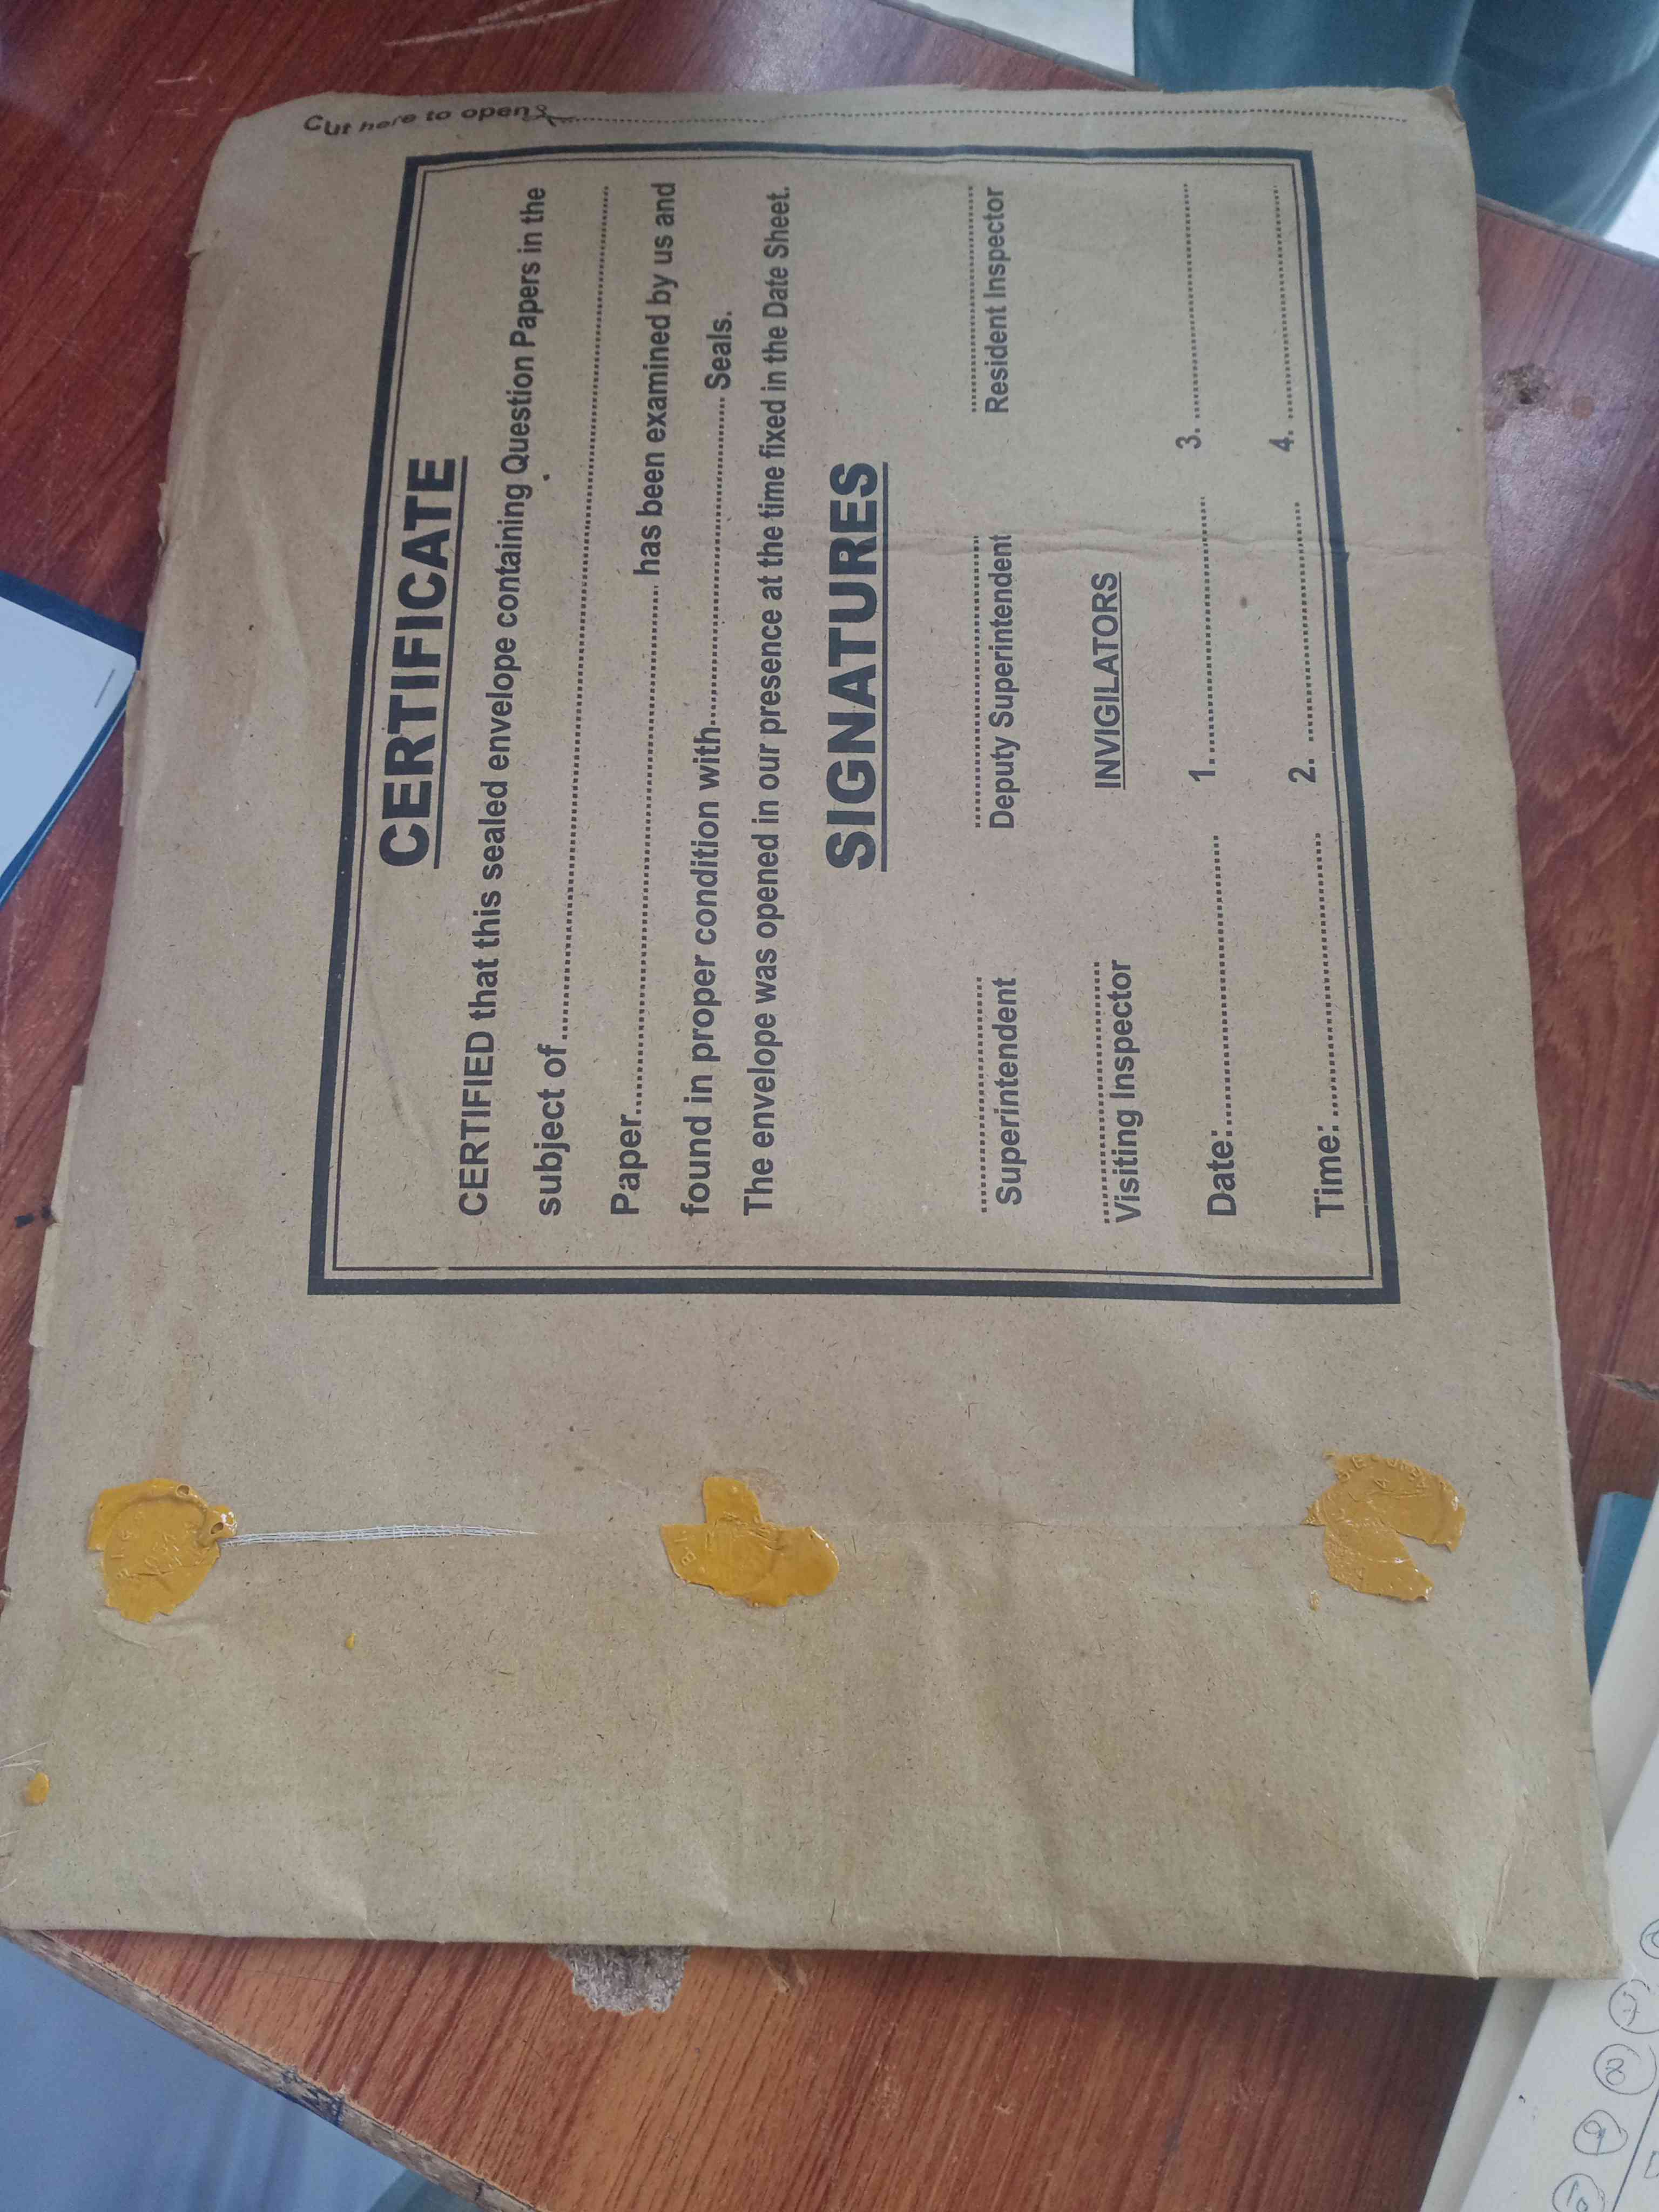 Cut here to open
CERTIFICATE
CERTIFIED that this sealed envelope containing Question Papers in the
subject of..........
Paper.......... has been examined by us and
found in proper condition with.......... Seals.
The envelope was opened in our presence at the time fixed in the Date Sheet.
SIGNATURES
Superintendent Deputy Superintendent Resident Inspector
Visiting Inspector INVIGILATORS
Date:.......... 1........... 3. ..........
Time:.......... 2. .......... 4. ..........